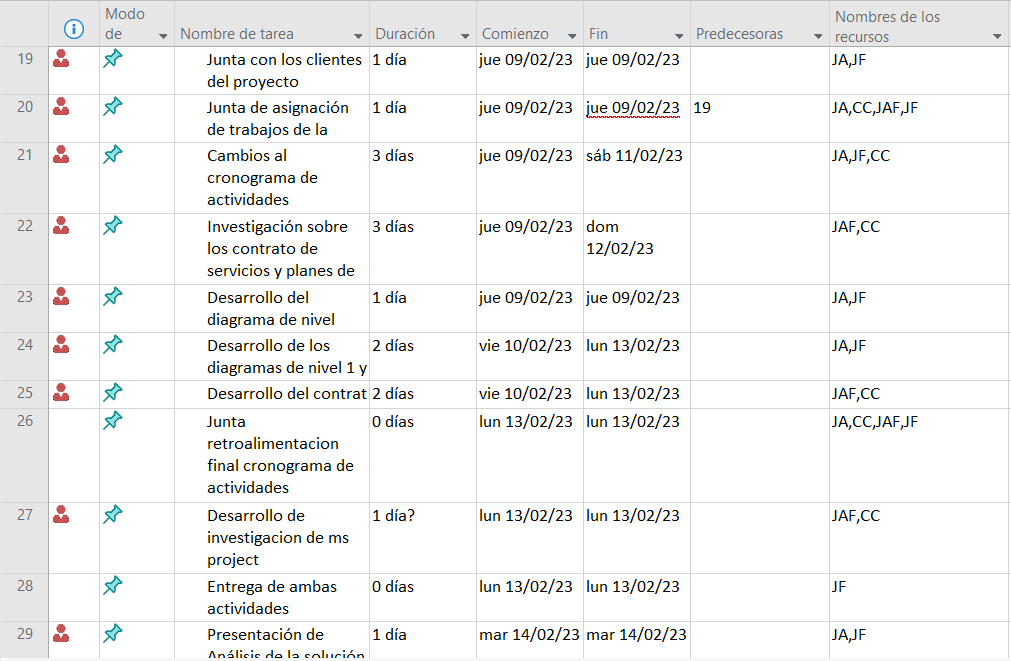 Modo
de
Nombre de tarea Duración Comienzo Fin Predecesoras Nombres de los
recursos
19 Junta con los clientes 1 día jue 09/02/23 jue 09/02/23 JA,JF
del proyecto
20 Junta de asignación 1 día jue 09/02/23 jue 09/02/23 19 JA,CC,JAF,JF
de trabajos de la
21 Cambios al 3 días jue 09/02/23 sáb 11/02/23 JA,JF,CC
cronograma de
actividades
22 Investigación sobre 3 días jue 09/02/23 dom JAF,CC
los contrato de 12/02/23
servicios y planes de
23 Desarrollo del 1 día jue 09/02/23 jue 09/02/23 JA,JF
diagrama de nivel
24 Desarrollo de los 2 días vie 10/02/23 lun 13/02/23 JA,JF
diagramas de nivel 1 y
25 Desarrollo del contrat 2 días vie 10/02/23 lun 13/02/23 JAF,CC
26 Junta 0 días lun 13/02/23 lun 13/02/23 JA,CC,JAF,JF
retroalimentacion
final cronograma de
actividades
27 Desarrollo de 1 día? lun 13/02/23 lun 13/02/23 JAF,CC
investigacion de ms
project
28 Entrega de ambas 0 días lun 13/02/23 lun 13/02/23 JF
actividades
29 Presentación de 1 día mar 14/02/23 mar 14/02/23 JA,JF
Análisis de la solución